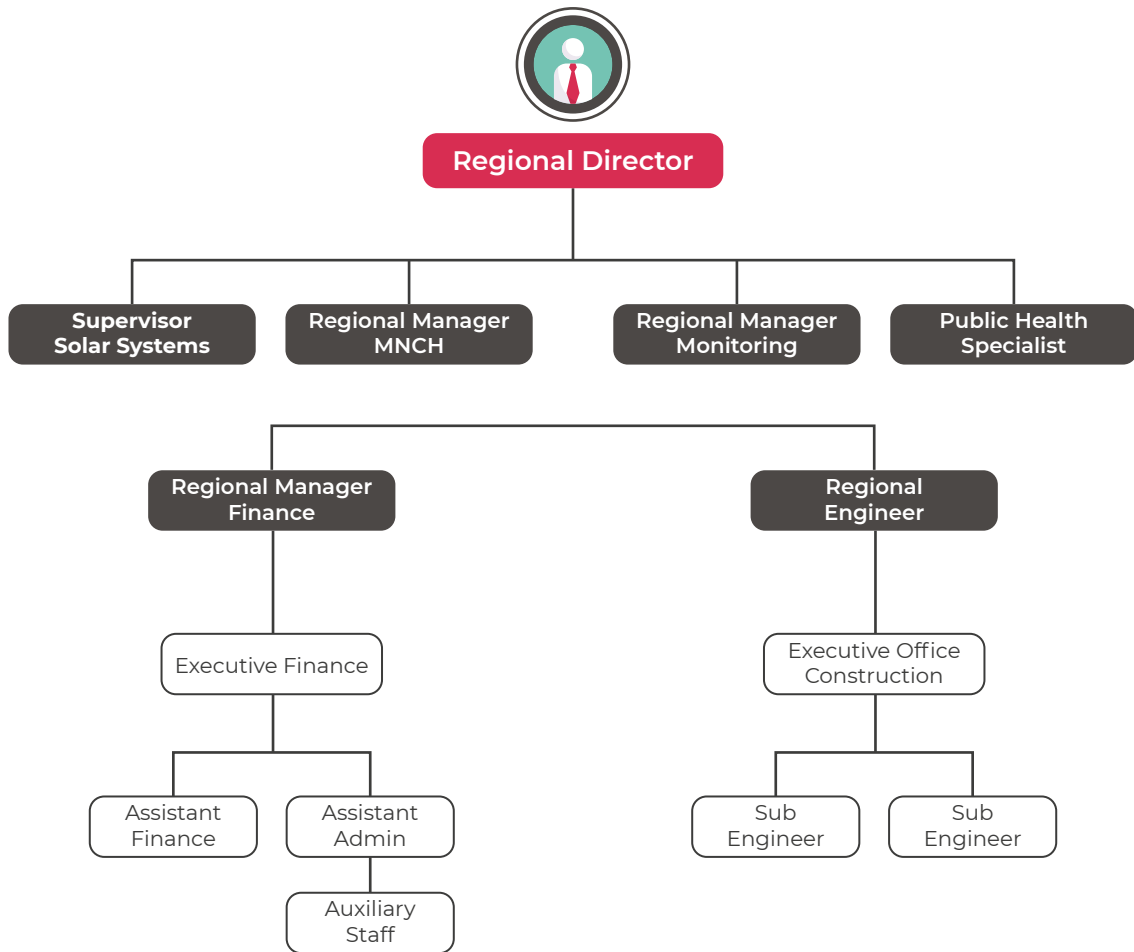 Regional Director
Supervisor
Solar Systems
Regional Manager
MNCH
Regional Manager
Monitoring
Public Health
Specialist
Regional Manager
Finance
Regional
Engineer
Executive Finance
Executive Office
Construction
Assistant
Finance
Assistant
Admin
Sub
Engineer
Sub
Engineer
Auxiliary
Staff